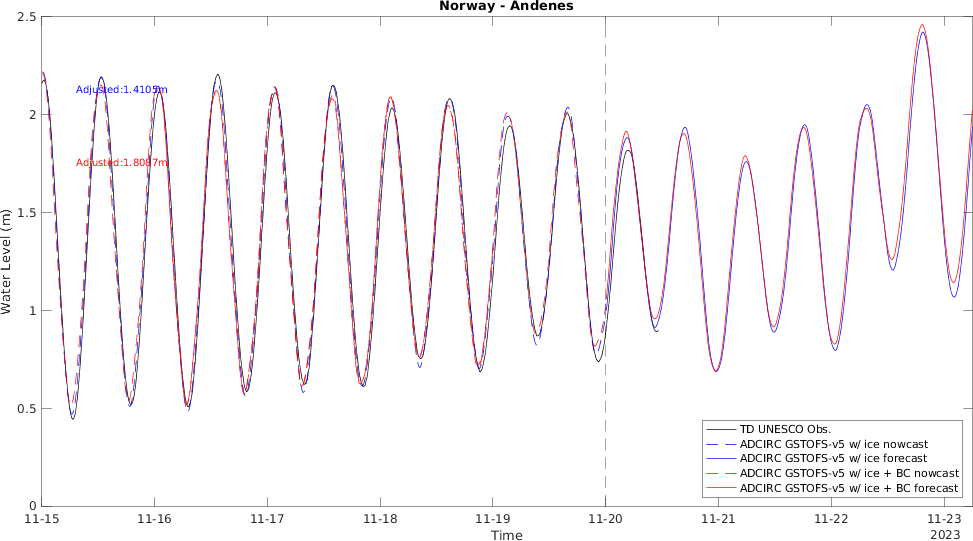 Norway - Andenes
2.5
2
1.5
1
0.5
0
Water Level (m)
Adjusted:1.4105m
Adjusted:1.8087m
TD UNESCO Obs.
ADCIRC GSTOFS-v5 w/ ice nowcast
ADCIRC GSTOFS-v5 w/ ice forecast
ADCIRC GSTOFS-v5 w/ ice + BC nowcast
ADCIRC GSTOFS-v5 w/ ice + BC forecast
11-15 11-16 11-17 11-18 11-19 11-20 11-21 11-22 11-23
2023
Time